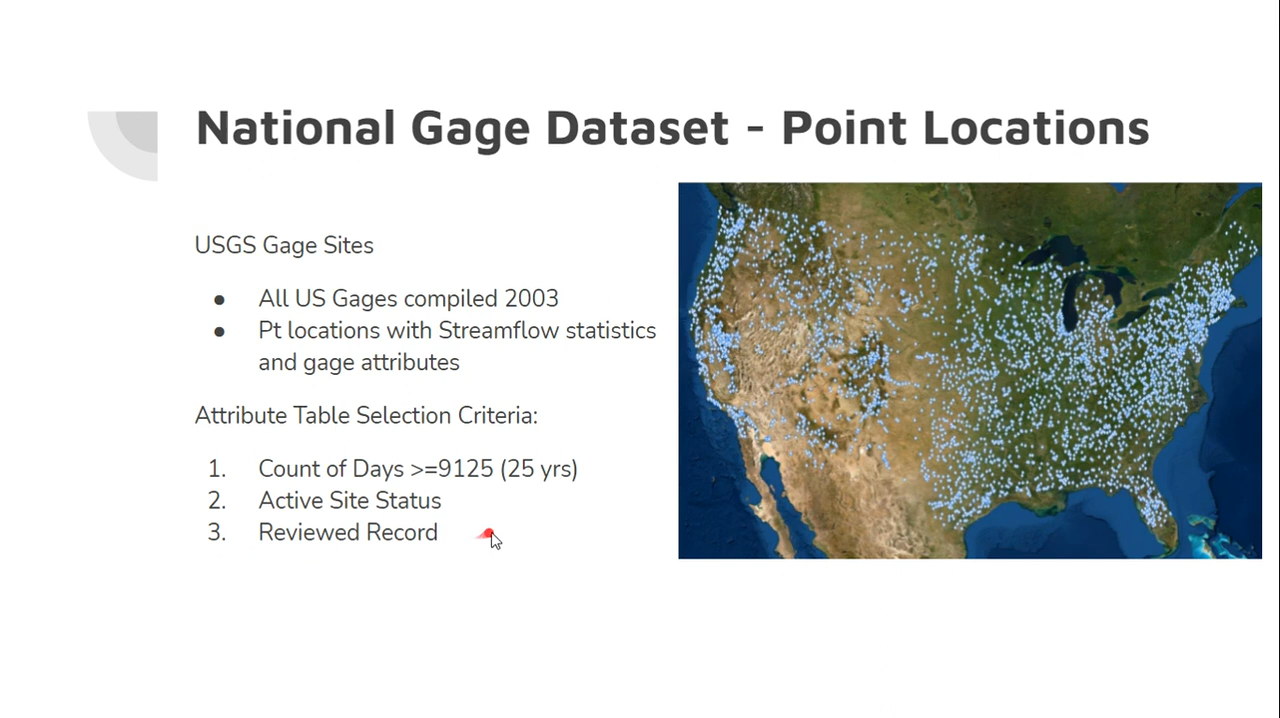 National Gage Dataset - Point Locations
USGS Gage Sites
● All US Gages compiled 2003
● Pt locations with Streamflow statistics
and gage attributes
Attribute Table Selection Criteria:
1. Count of Days >=9125 (25 yrs)
2. Active Site Status
3. Reviewed Record